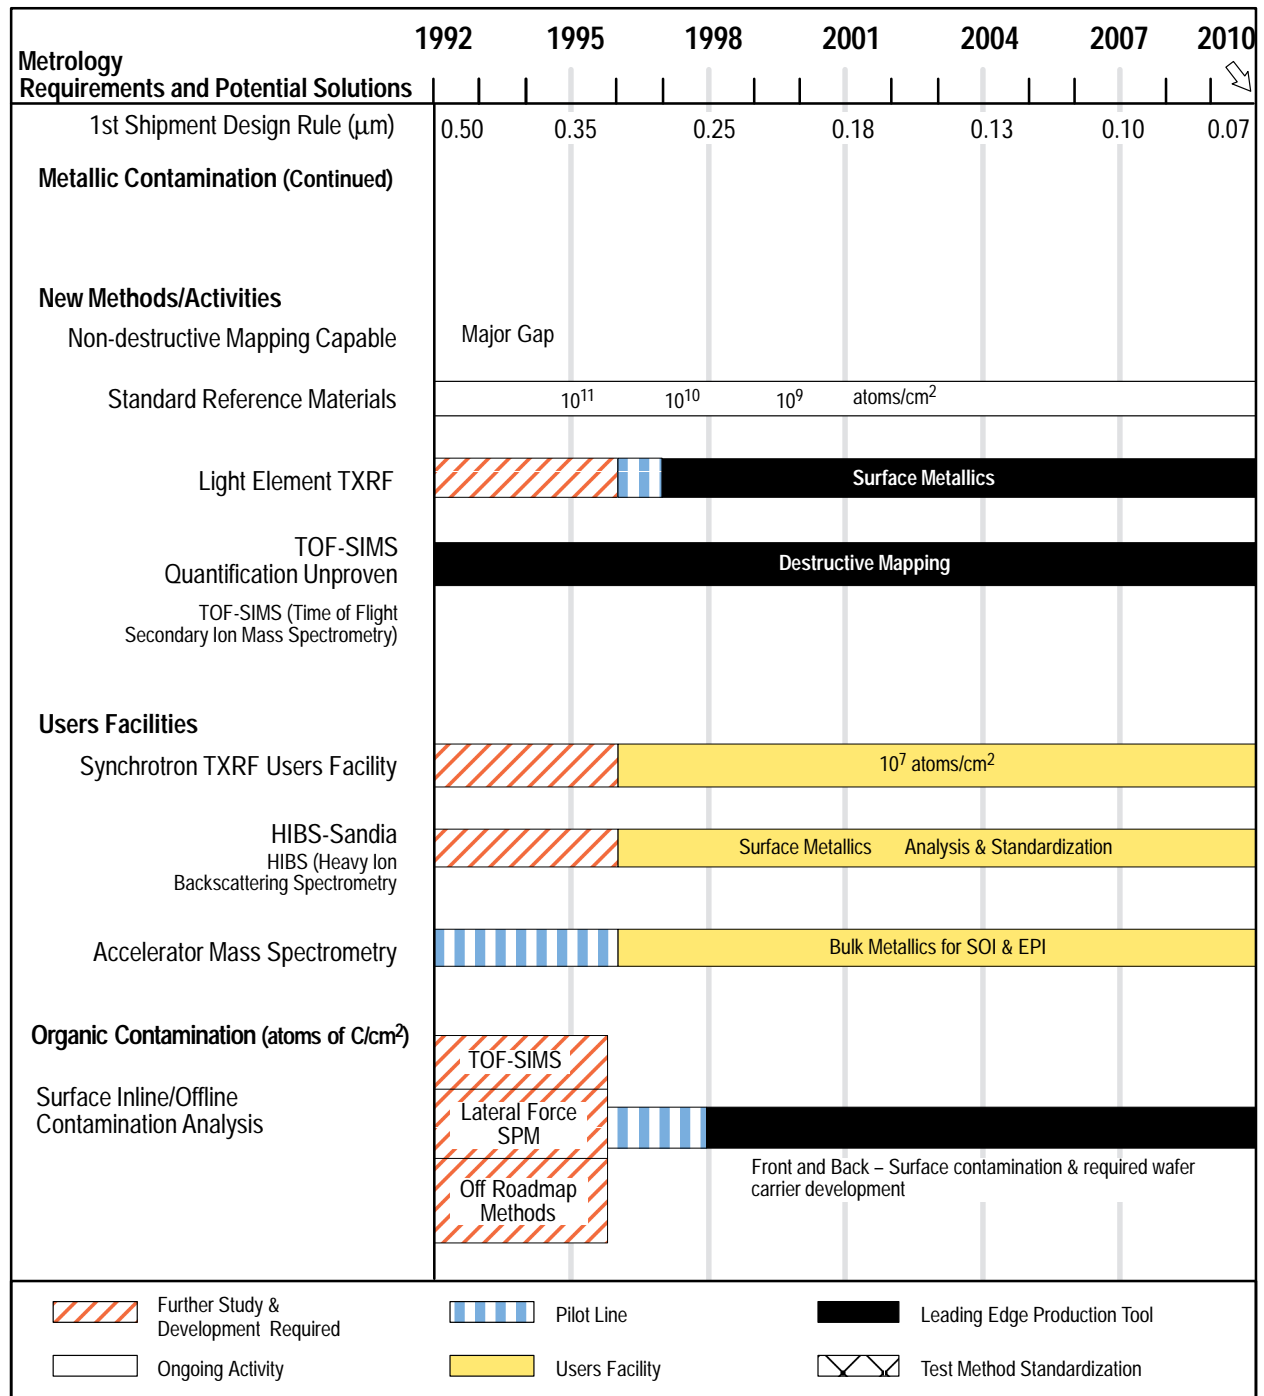 1992 1995 1998 2001 2004 2007 2010
Metrology
Requirements and Potential Solutions
1st Shipment Design Rule (μm) 0.50 0.35 0.25 0.18 0.13 0.10 0.07
Metallic Contamination (Continued)
New Methods/Activities
Non-destructive Mapping Capable Major Gap
Standard Reference Materials 10¹¹ 10¹⁰ 10⁹ atoms/cm²
Light Element TXRF Surface Metallics
TOF-SIMS
Quantification Unproven Destructive Mapping
TOF-SIMS (Time of Flight
Secondary Ion Mass Spectrometry)
Users Facilities
Synchrotron TXRF Users Facility 10⁷ atoms/cm²
HIBS-Sandia Surface Metallics Analysis & Standardization
HIBS (Heavy Ion
Backscattering Spectrometry
Accelerator Mass Spectrometry Bulk Metallics for SOI & EPI
Organic Contamination (atoms of C/cm²)
TOF-SIMS
Surface Inline/Offline
Contamination Analysis
Lateral Force
SPM
Front and Back – Surface contamination & required wafer
carrier development
Off Roadmap
Methods
Further Study &
Development Required
Pilot Line
Leading Edge Production Tool
Ongoing Activity
Users Facility
Test Method Standardization